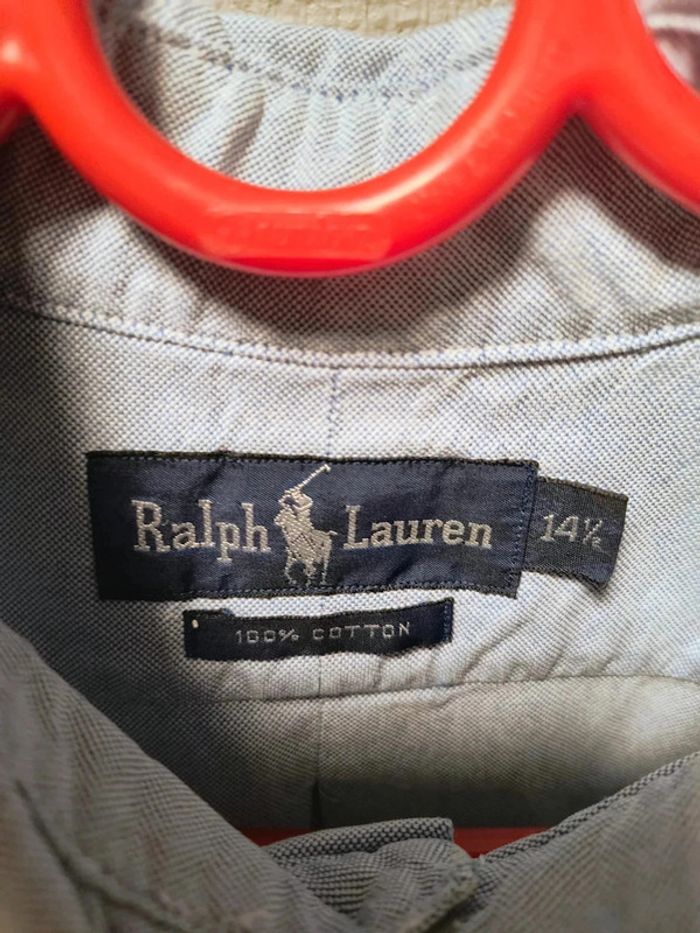 Ralph Lauren
14½
100% COTTON